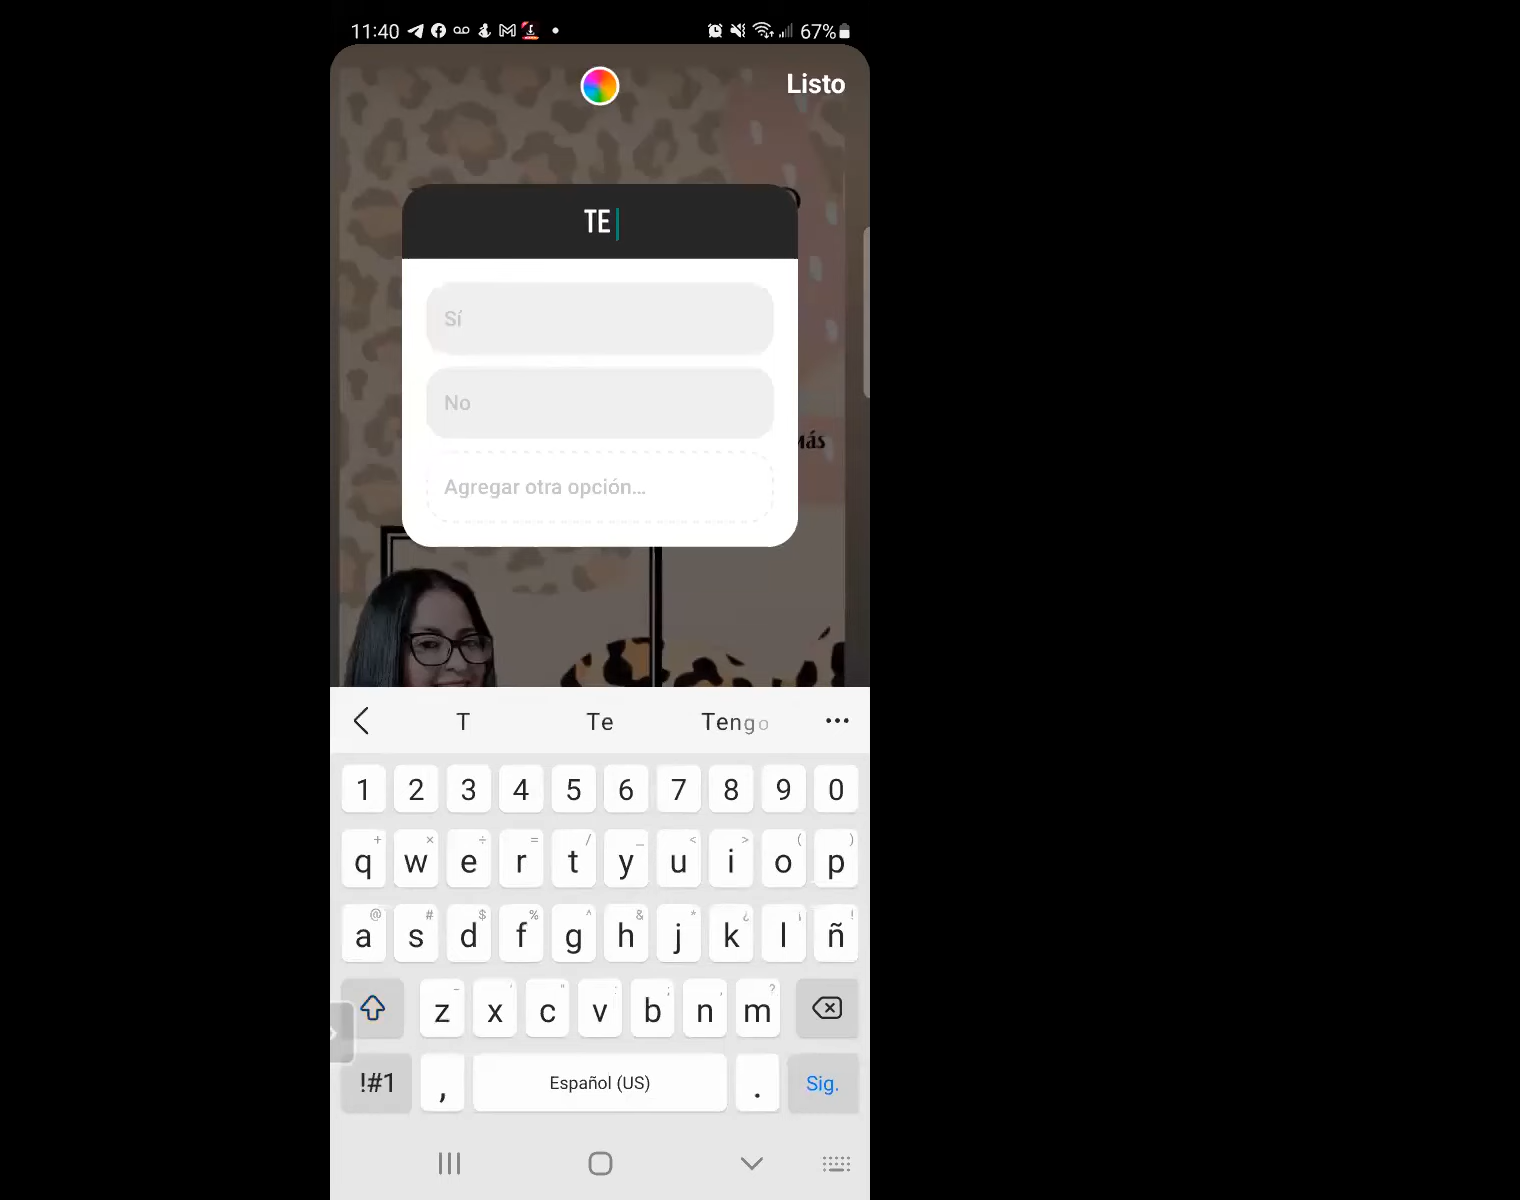 11:40
67%
Listo
TE
Sí
No
más
Agregar otra opción...
T Te Tengo
1 2 3 4 5 6 7 8 9 0
+ × ÷ = / _ < > ( )
q w e r t y u i o p
@ # $ % ^ & * ¿ ¡ !
a s d f g h j k l ñ
- ' " : ; , ?
z x c v b n m
!#1 , Español (US) . Sig.